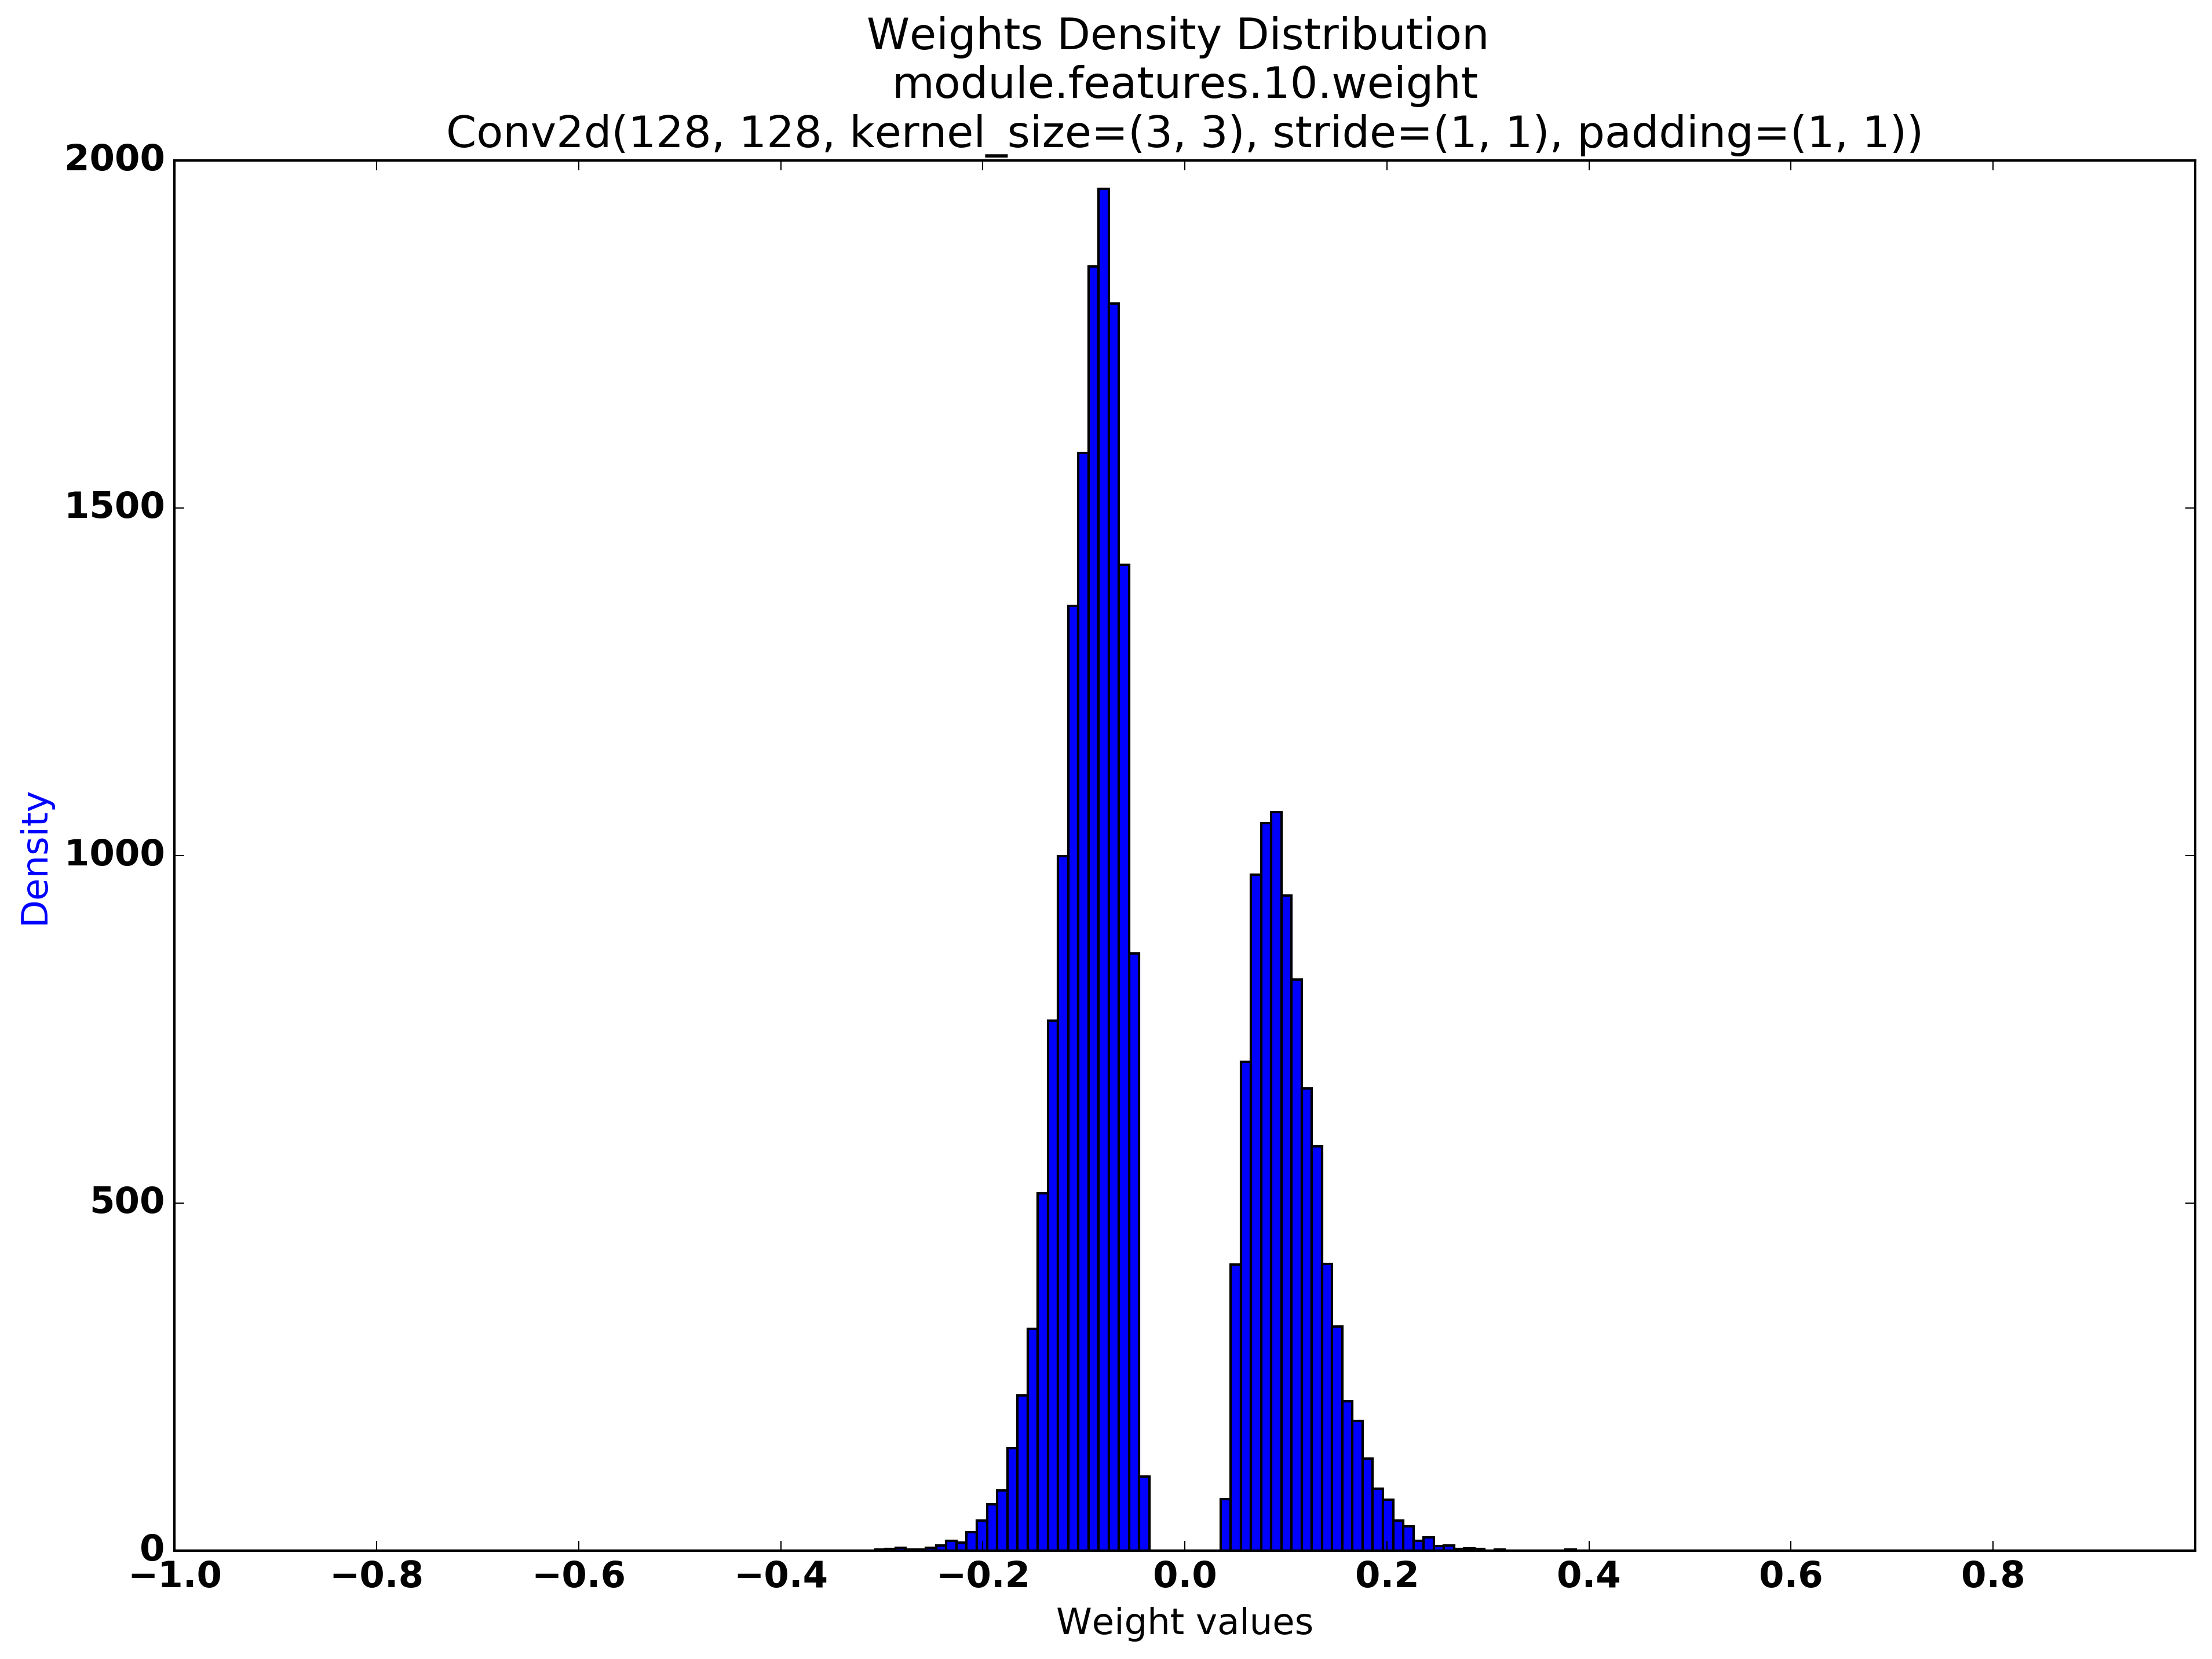 Weights Density Distribution
module.features.10.weight
Conv2d(128, 128, kernel_size=(3, 3), stride=(1, 1), padding=(1, 1))
2000
1500
1000
500
0
Density
−1.0 −0.8 −0.6 −0.4 −0.2 0.0 0.2 0.4 0.6 0.8
Weight values